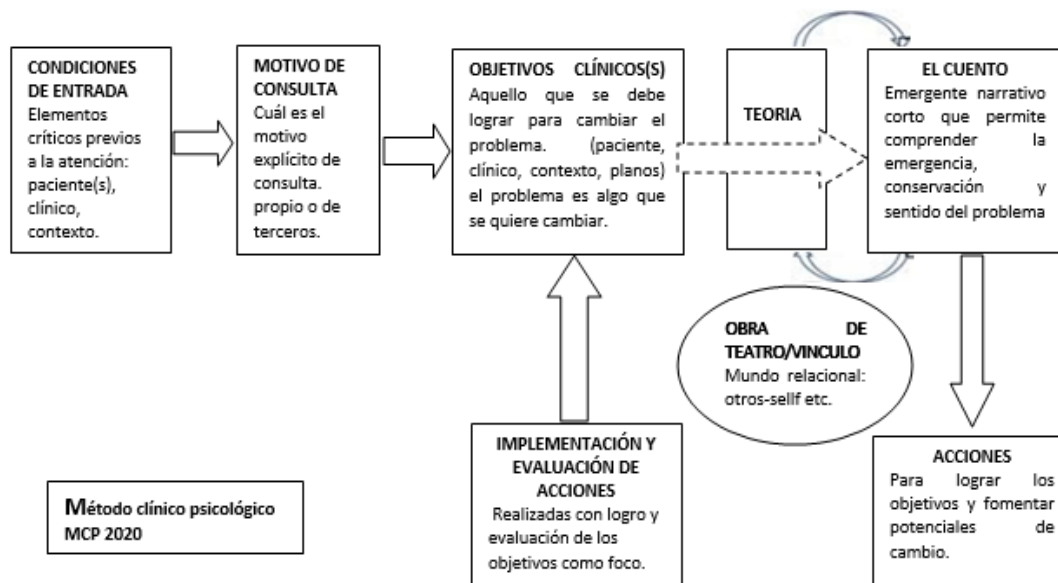 CONDICIONES
DE ENTRADA
Elementos
críticos previos
a la atención:
paciente(s),
clínico,
contexto.
MOTIVO DE
CONSULTA
Cuál es el
motivo
explícito de
consulta.
propio o de
terceros.
OBJETIVOS CLÍNICOS(S)
Aquello que se debe
lograr para cambiar el
problema. (paciente,
clínico, contexto, planos)
el problema es algo que
se quiere cambiar.
TEORIA
EL CUENTO
Emergente narrativo
corto que permite
comprender la
emergencia,
conservación y
sentido del problema
OBRA DE
TEATRO/VINCULO
Mundo relacional:
otros-sellf etc.
IMPLEMENTACIÓN Y
EVALUACIÓN DE
ACCIONES
Realizadas con logro y
evaluación de los
objetivos como foco.
ACCIONES
Para lograr los
objetivos y fomentar
potenciales de
cambio.
Método clínico psicológico
MCP 2020